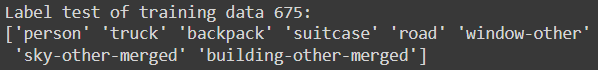 Label test of training data 675:
['person' 'truck' 'backpack' 'suitcase' 'road' 'window-other'
 'sky-other-merged' 'building-other-merged']